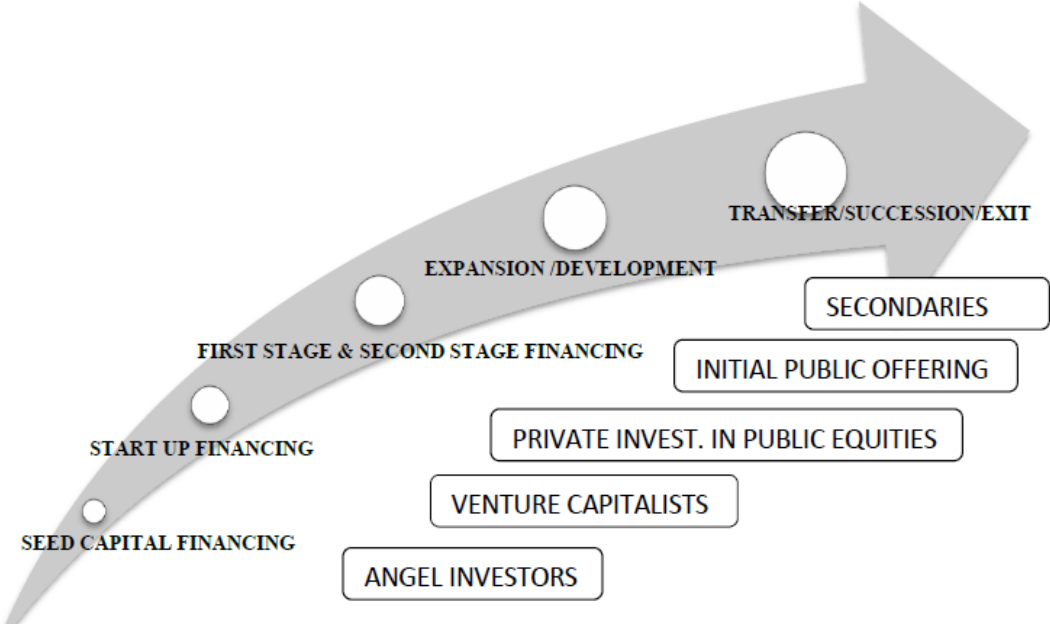 TRANSFER/SUCCESSION/EXIT
EXPANSION /DEVELOPMENT
SECONDARIES
FIRST STAGE & SECOND STAGE FINANCING
INITIAL PUBLIC OFFERING
START UP FINANCING
PRIVATE INVEST. IN PUBLIC EQUITIES
VENTURE CAPITALISTS
SEED CAPITAL FINANCING
ANGEL INVESTORS